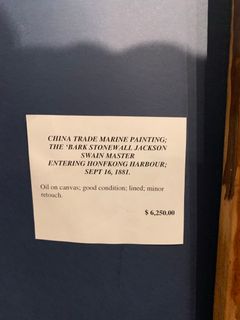 CHINA TRADE MARINE PAINTING;
THE 'BARK STONEWALL JACKSON
SWAIN MASTER
ENTERING HONFKONG HARBOUR;
SEPT 16, 1881.
Oil on canvas; good condition; lined; minor
retouch.
$ 6,250.00